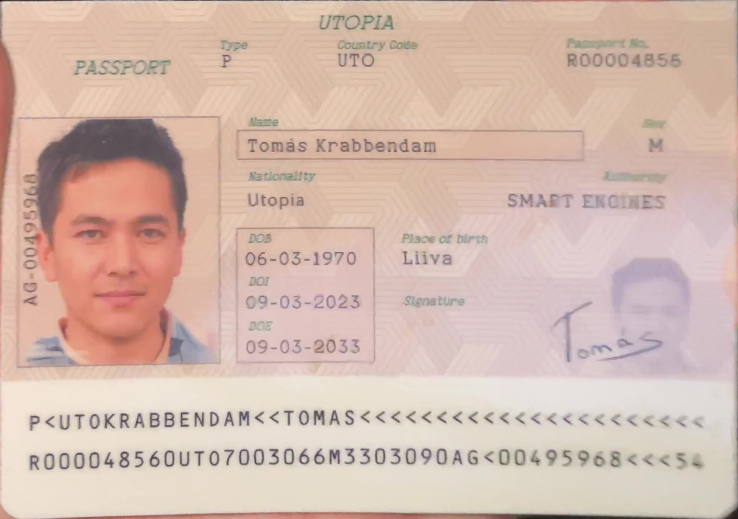 UTOPIA
PASSPORT
Type
P
Country Code
UTO
Passport No.
R00004856
Name
Tomás Krabbendam
Sex
M
Nationality
Utopia
Authority
SMART ENGINES
DOB
06-03-1970
Place of birth
Liiva
DOI
09-03-2023
Signature
Tomás
DOE
09-03-2033
AG-00495968
P<UTOKRABBENDAM<<TOMAS<<<<<<<<<<<<<<<<<<<<<<
R000048560UTO7003066M3303090AG<00495968<<<54